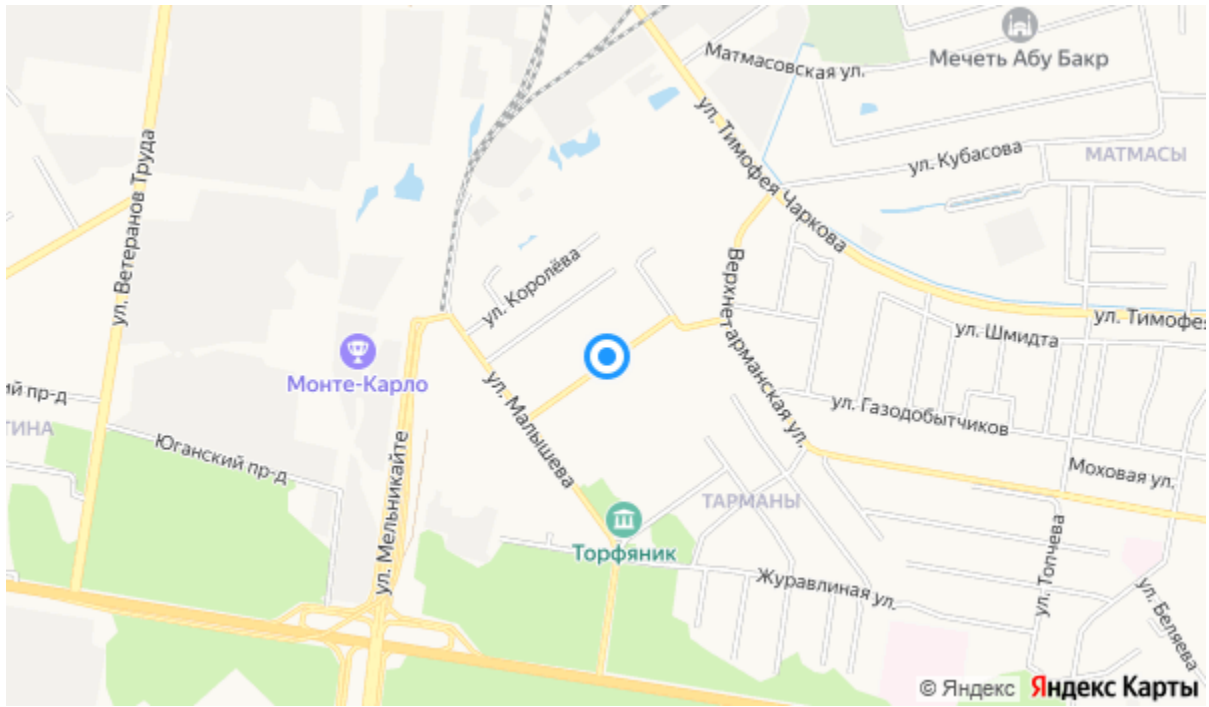 Матмасовская ул.
Мечеть Абу Бакр
ул. Тимофея Чаркова
ул. Кубасова
МАТМАСЫ
ул. Ветеранов Труда
ул. Королёва
Верхнетарманская ул.
ул. Тимофея
ул. Шмидта
Монте-Карло
ий пр-д
ул. Малышева
ул. Газодобытчиков
ТИНА
Юганский пр-д
Моховая ул.
ул. Мельникайте
ТАРМАНЫ
Торфяник
Журавлиная ул.
ул. Топчева
ул. Беляева
© Яндекс Яндекс Карты